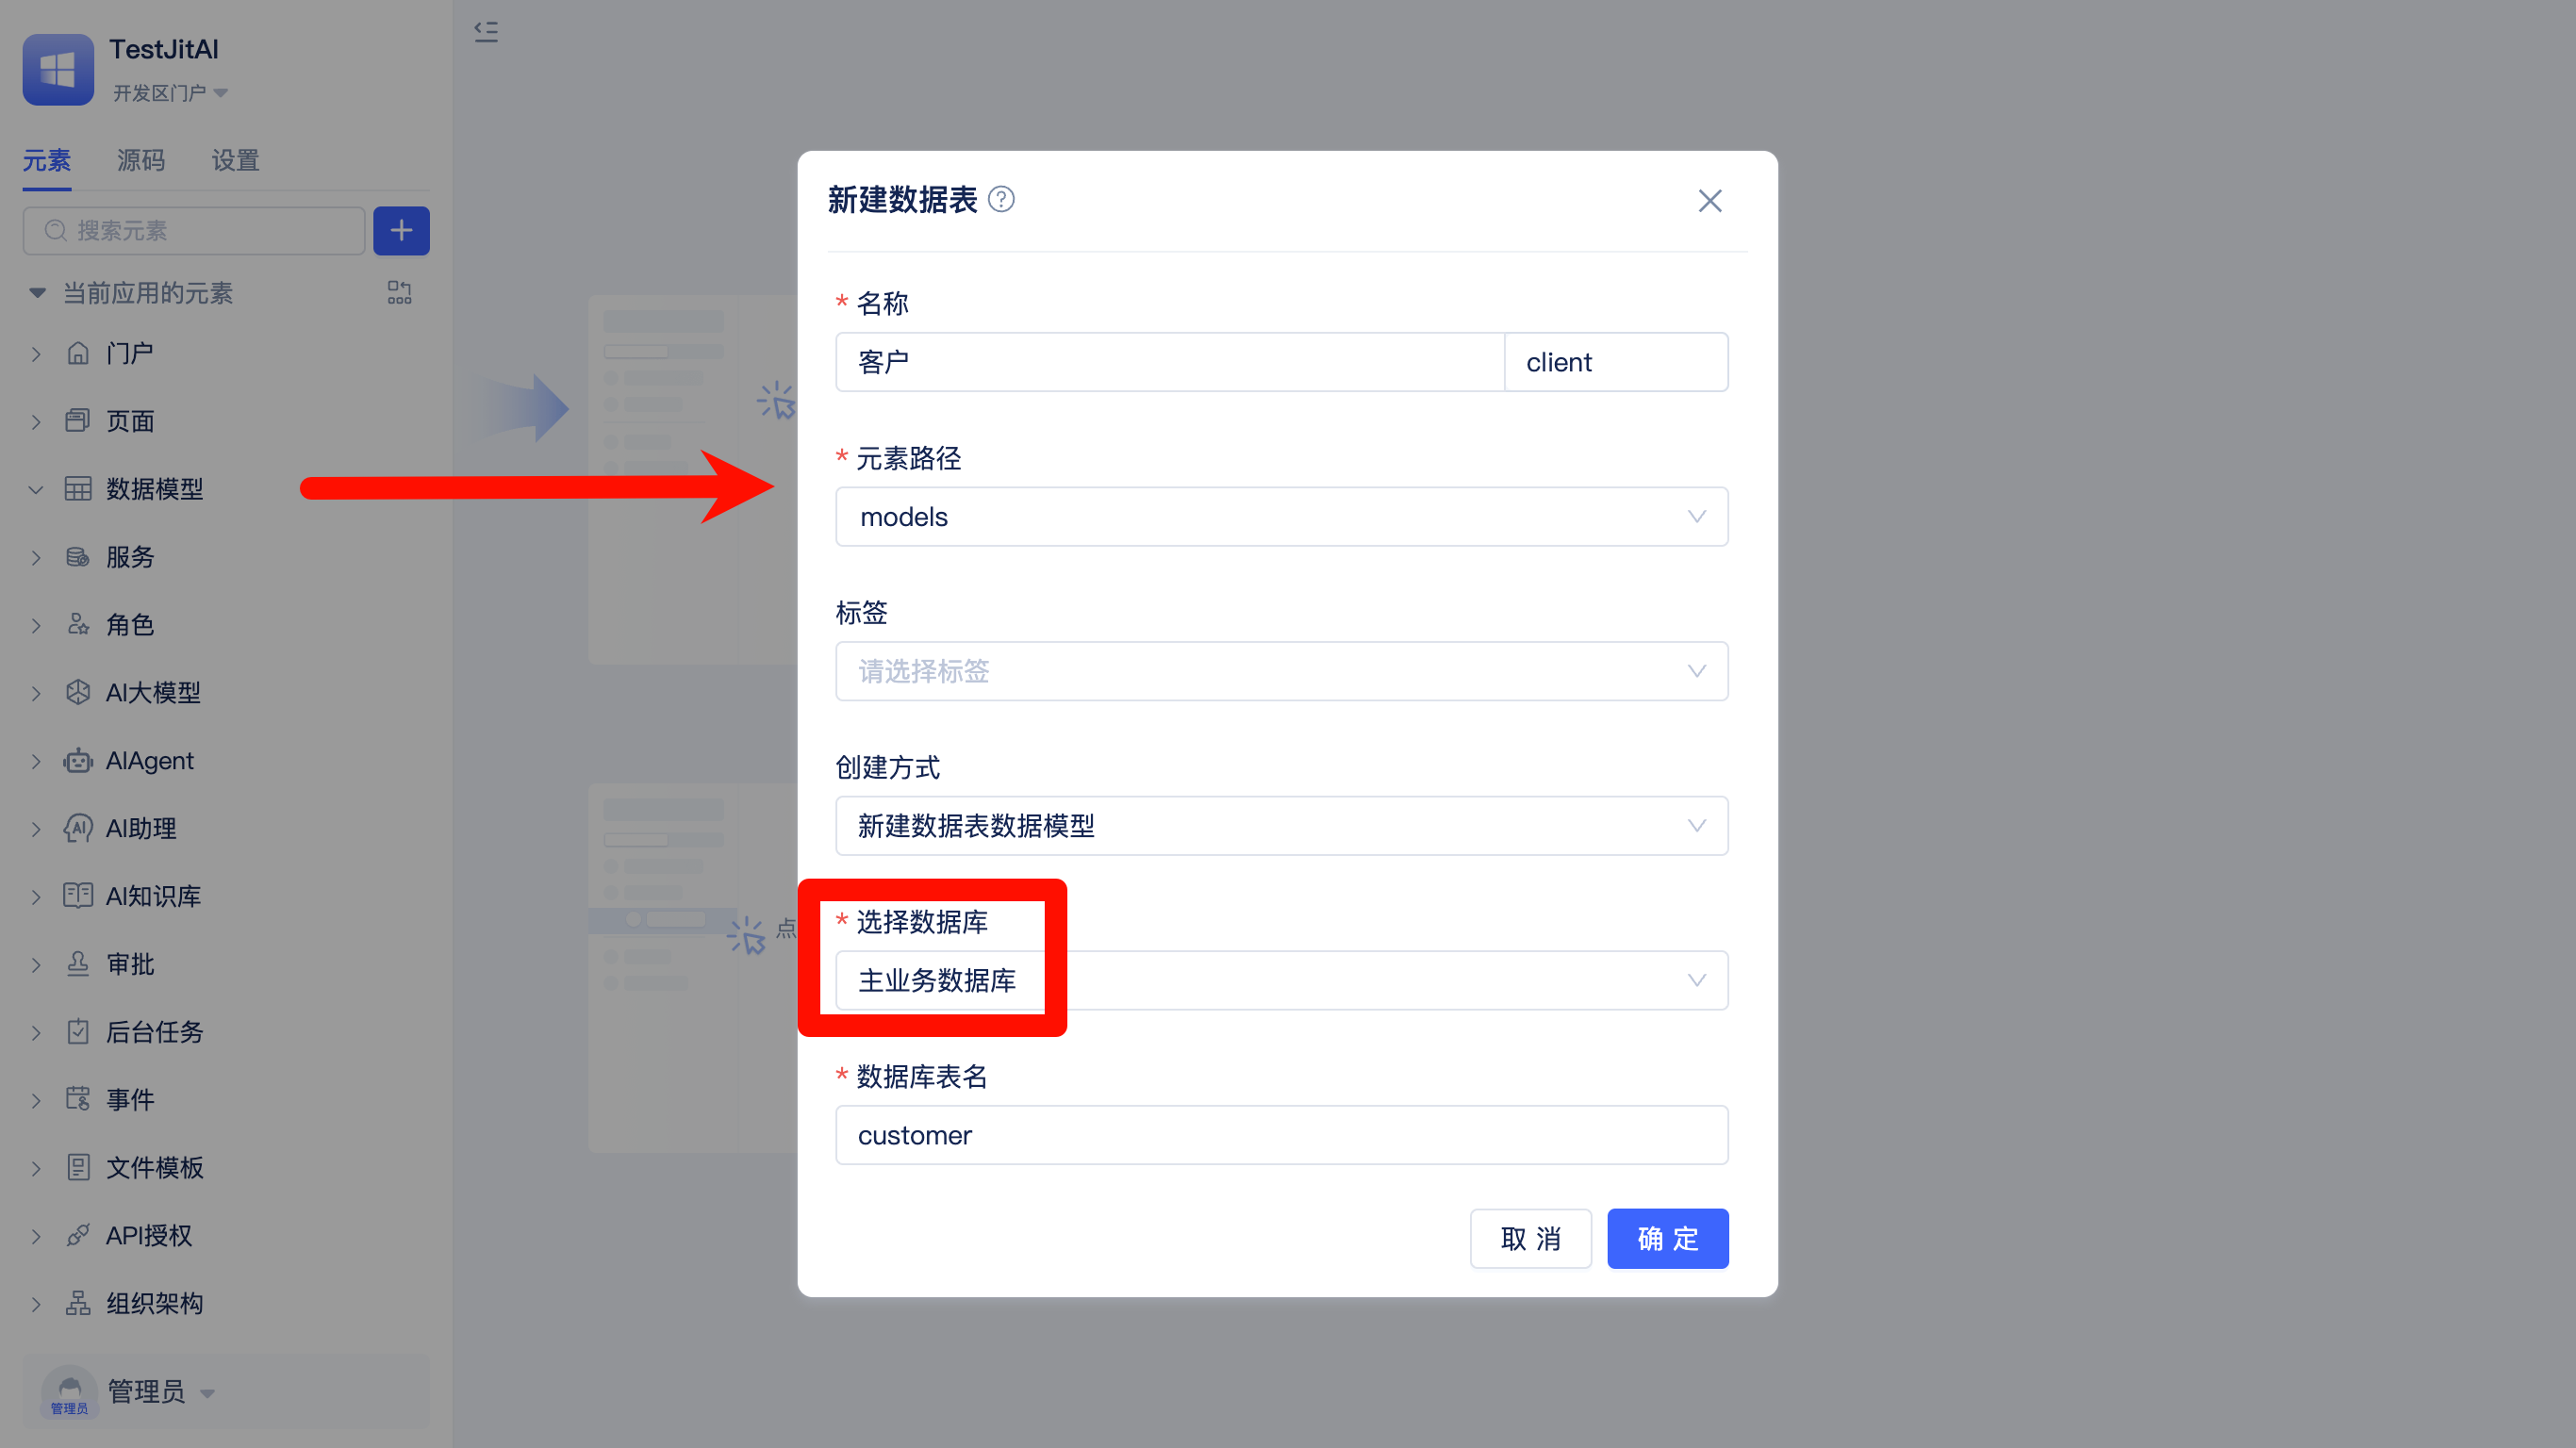 TestJitAI
开发区门户
元素 源码 设置
搜索元素
当前应用的元素
门户
页面
数据模型
服务
角色
AI大模型
AIAgent
AI助理
AI知识库
审批
后台任务
事件
文件模板
API授权
组织架构
管理员
管理员
点
新建数据表
* 名称
客户 client
* 元素路径
models
标签
请选择标签
创建方式
新建数据表数据模型
* 选择数据库
主业务数据库
* 数据库表名
customer
取 消 确 定